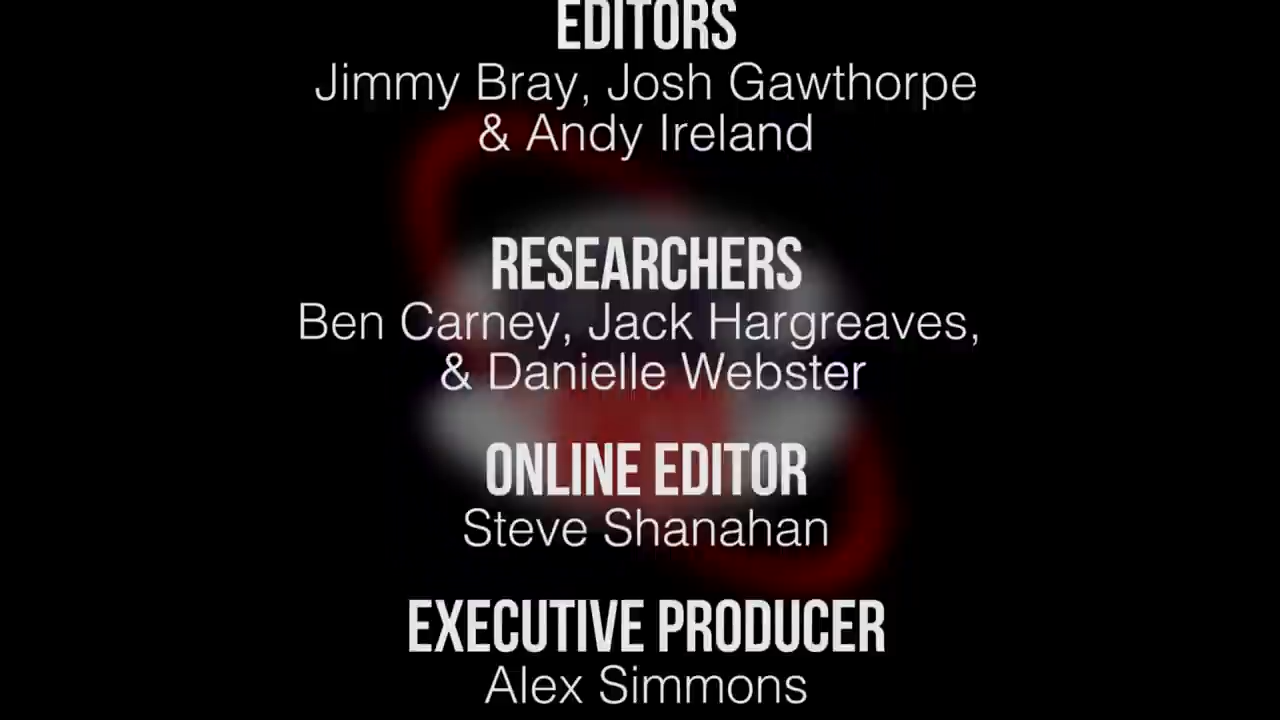 EDITORS
Jimmy Bray, Josh Gawthorpe
& Andy Ireland
RESEARCHERS
Ben Carney, Jack Hargreaves,
& Danielle Webster
ONLINE EDITOR
Steve Shanahan
EXECUTIVE PRODUCER
Alex Simmons